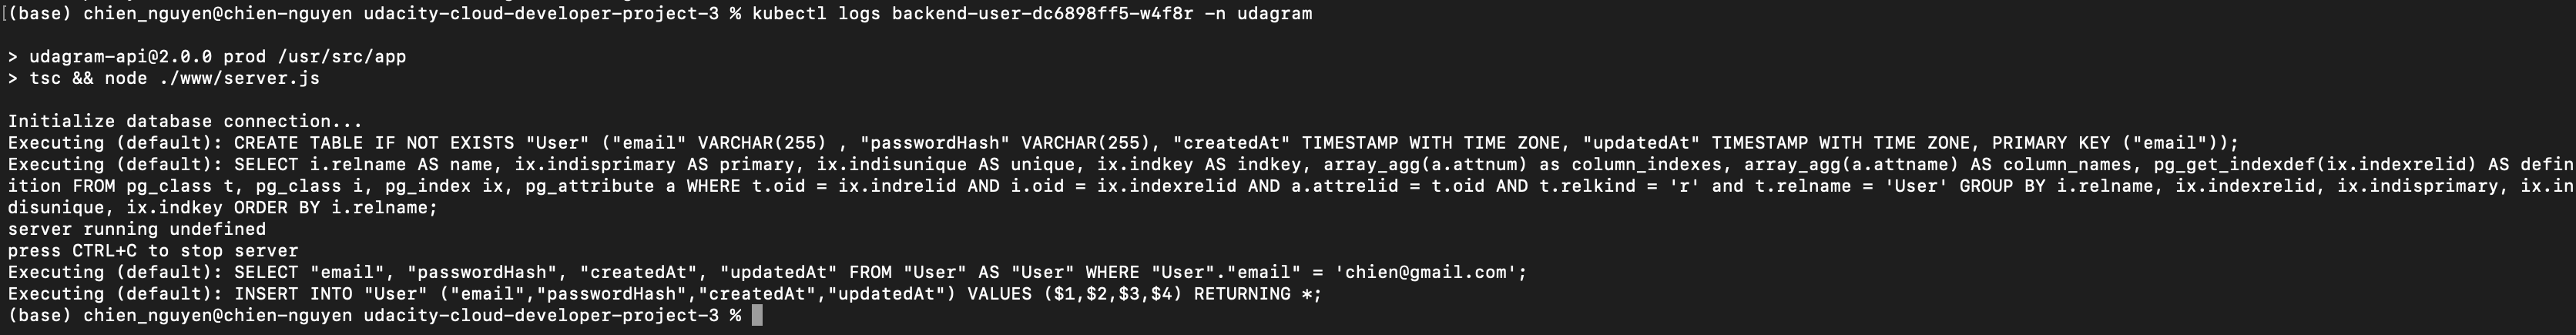 (base) chien_nguyen@chien-nguyen udacity-cloud-developer-project-3 % kubectl logs backend-user-dc6898ff5-w4f8r -n udagram
> udagram-api@2.0.0 prod /usr/src/app
> tsc && node ./www/server.js
Initialize database connection...
Executing (default): CREATE TABLE IF NOT EXISTS "User" ("email" VARCHAR(255) , "passwordHash" VARCHAR(255), "createdAt" TIMESTAMP WITH TIME ZONE, "updatedAt" TIMESTAMP WITH TIME ZONE, PRIMARY KEY ("email"));
Executing (default): SELECT i.relname AS name, ix.indisprimary AS primary, ix.indisunique AS unique, ix.indkey AS indkey, array_agg(a.attnum) as column_indexes, array_agg(a.attname) AS column_names, pg_get_indexdef(ix.indexrelid) AS defin
ition FROM pg_class t, pg_class i, pg_index ix, pg_attribute a WHERE t.oid = ix.indrelid AND i.oid = ix.indexrelid AND a.attrelid = t.oid AND t.relkind = 'r' and t.relname = 'User' GROUP BY i.relname, ix.indexrelid, ix.indisprimary, ix.in
disunique, ix.indkey ORDER BY i.relname;
server running undefined
press CTRL+C to stop server
Executing (default): SELECT "email", "passwordHash", "createdAt", "updatedAt" FROM "User" AS "User" WHERE "User"."email" = 'chien@gmail.com';
Executing (default): INSERT INTO "User" ("email","passwordHash","createdAt","updatedAt") VALUES ($1,$2,$3,$4) RETURNING *;
(base) chien_nguyen@chien-nguyen udacity-cloud-developer-project-3 %